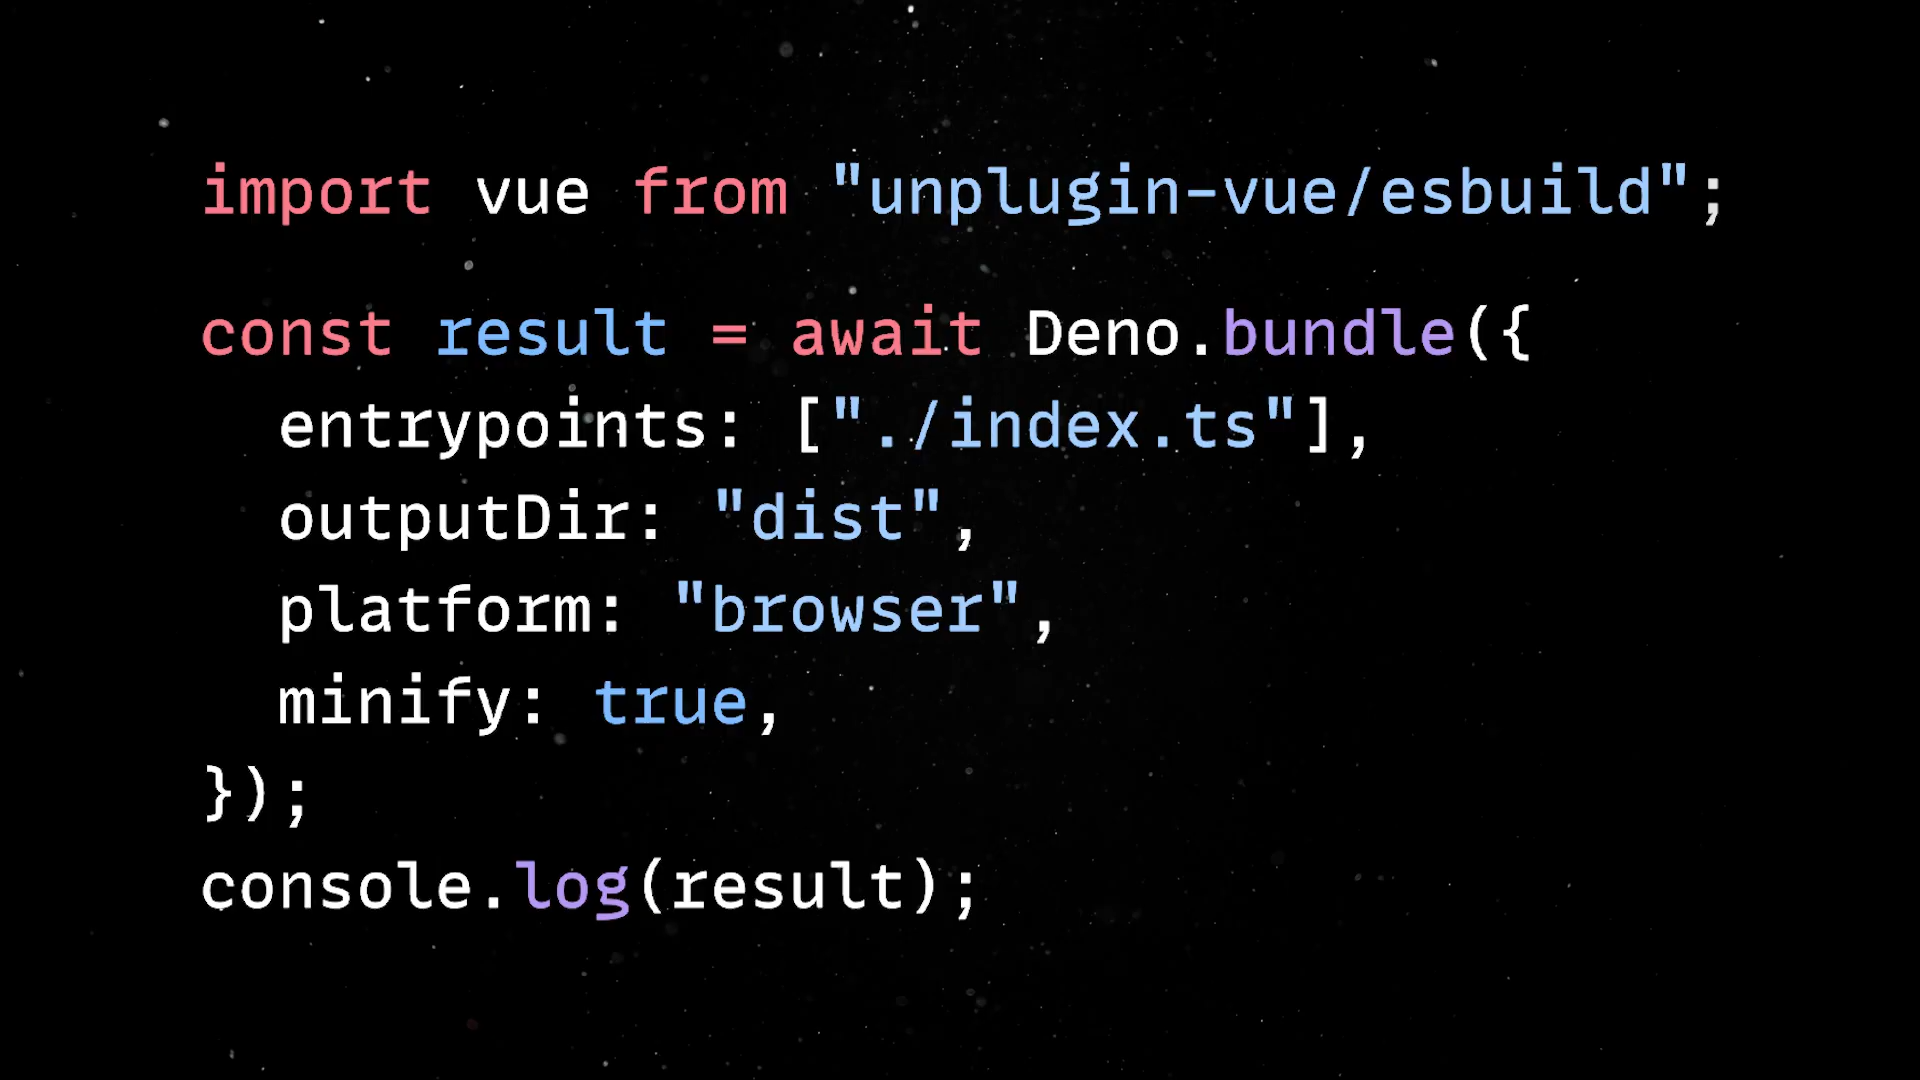 import vue from "unplugin-vue/esbuild";
const result = await Deno.bundle({
  entrypoints: ["./index.ts"],
  outputDir: "dist",
  platform: "browser",
  minify: true,
});
console.log(result);